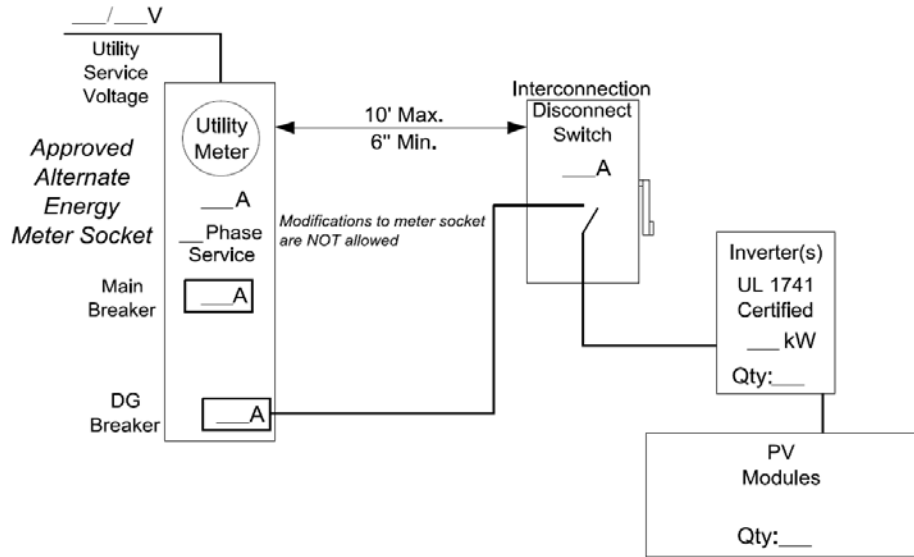 ___/___V
Utility
Service
Voltage
Approved
Alternate
Energy
Meter Socket
Utility
Meter
___A
__Phase
Service
Main
Breaker
___A
DG
Breaker
___A
10' Max.
6" Min.
Modifications to meter socket
are NOT allowed
Interconnection
Disconnect
Switch
___A
Inverter(s)
UL 1741
Certified
___ kW
Qty:___
PV
Modules
Qty:___